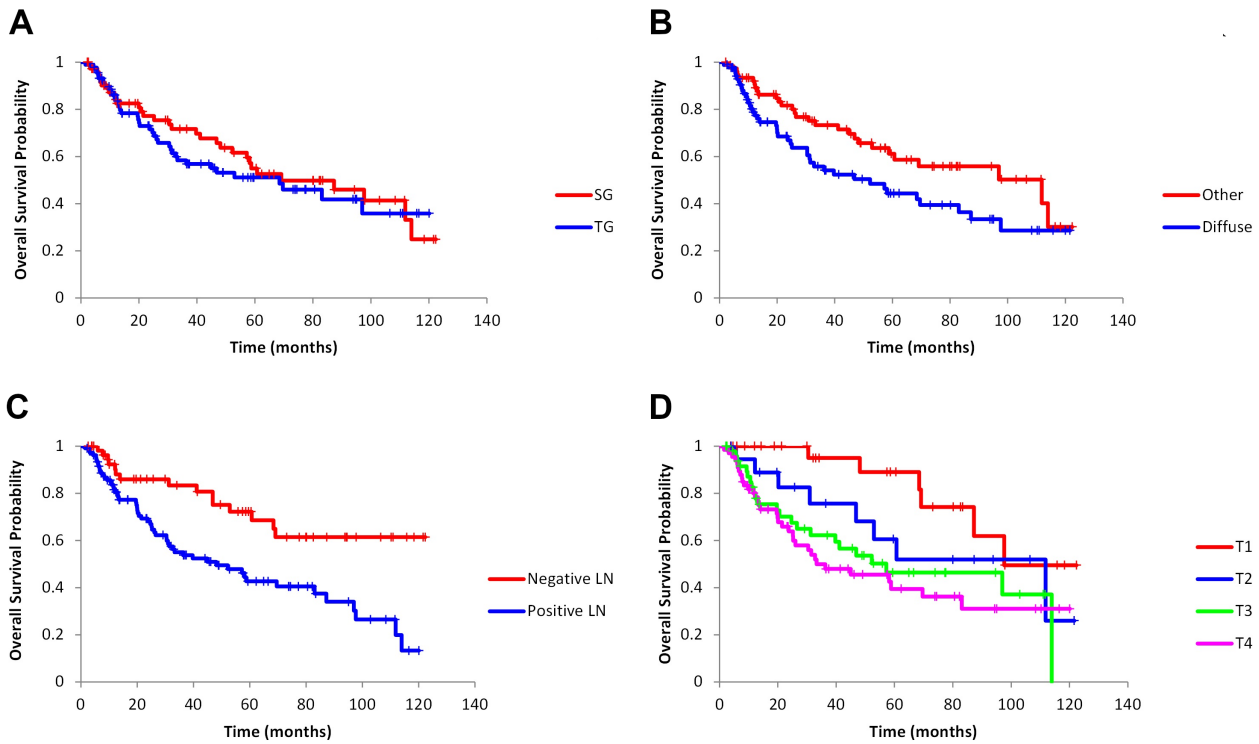 A
Overall Survival Probability
1
0.8
0.6
0.4
0.2
0
0 20 40 60 80 100 120 140
Time (months)
SG
TG
B
Overall Survival Probability
1
0.8
0.6
0.4
0.2
0
0 20 40 60 80 100 120 140
Time (months)
Other
Diffuse
C
Overall Survival Probability
1
0.8
0.6
0.4
0.2
0
0 20 40 60 80 100 120 140
Time (months)
Negative LN
Positive LN
D
Overall Survival Probability
1
0.8
0.6
0.4
0.2
0
0 20 40 60 80 100 120 140
Time (months)
T1
T2
T3
T4